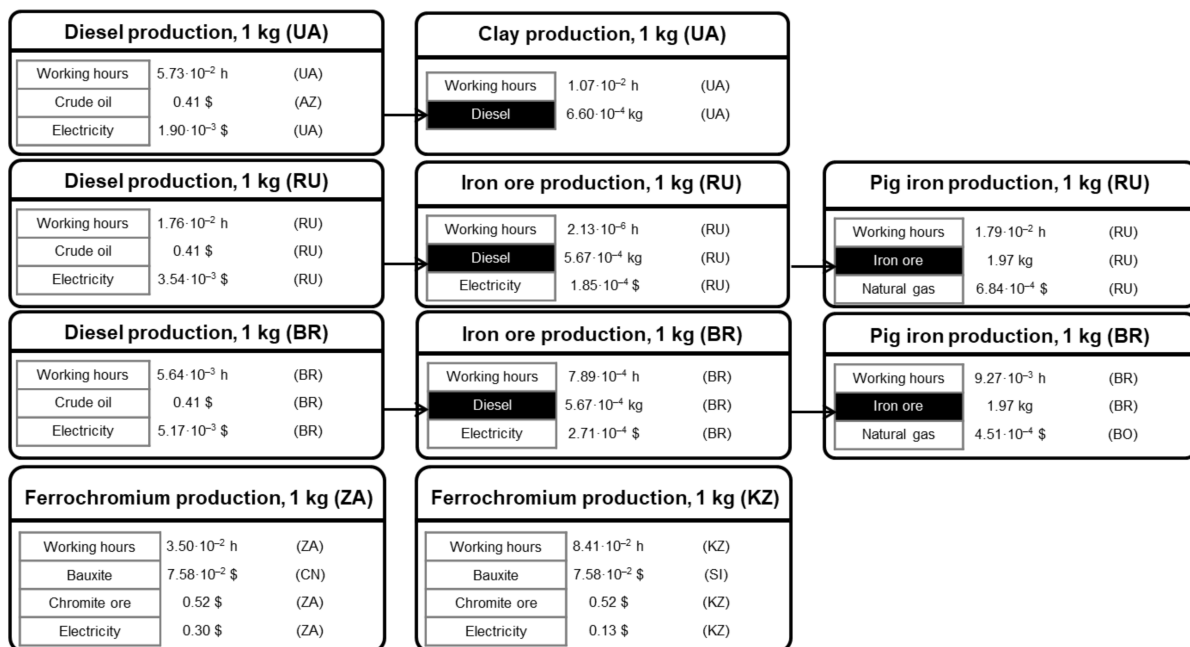 Diesel production, 1 kg (UA)
Working hours 5.73·10⁻² h (UA)
Crude oil 0.41 $ (AZ)
Electricity 1.90·10⁻³ $ (UA)
Clay production, 1 kg (UA)
Working hours 1.07·10⁻² h (UA)
Diesel 6.60·10⁻⁴ kg (UA)
Diesel production, 1 kg (RU)
Working hours 1.76·10⁻² h (RU)
Crude oil 0.41 $ (RU)
Electricity 3.54·10⁻³ $ (RU)
Iron ore production, 1 kg (RU)
Working hours 2.13·10⁻⁶ h (RU)
Diesel 5.67·10⁻⁴ kg (RU)
Electricity 1.85·10⁻⁴ $ (RU)
Pig iron production, 1 kg (RU)
Working hours 1.79·10⁻² h (RU)
Iron ore 1.97 kg (RU)
Natural gas 6.84·10⁻⁴ $ (RU)
Diesel production, 1 kg (BR)
Working hours 5.64·10⁻³ h (BR)
Crude oil 0.41 $ (BR)
Electricity 5.17·10⁻³ $ (BR)
Iron ore production, 1 kg (BR)
Working hours 7.89·10⁻⁴ h (BR)
Diesel 5.67·10⁻⁴ kg (BR)
Electricity 2.71·10⁻⁴ $ (BR)
Pig iron production, 1 kg (BR)
Working hours 9.27·10⁻³ h (BR)
Iron ore 1.97 kg (BR)
Natural gas 4.51·10⁻⁴ $ (BO)
Ferrochromium production, 1 kg (ZA)
Working hours 3.50·10⁻² h (ZA)
Bauxite 7.58·10⁻² $ (CN)
Chromite ore 0.52 $ (ZA)
Electricity 0.30 $ (ZA)
Ferrochromium production, 1 kg (KZ)
Working hours 8.41·10⁻² h (KZ)
Bauxite 7.58·10⁻² $ (SI)
Chromite ore 0.52 $ (KZ)
Electricity 0.13 $ (KZ)